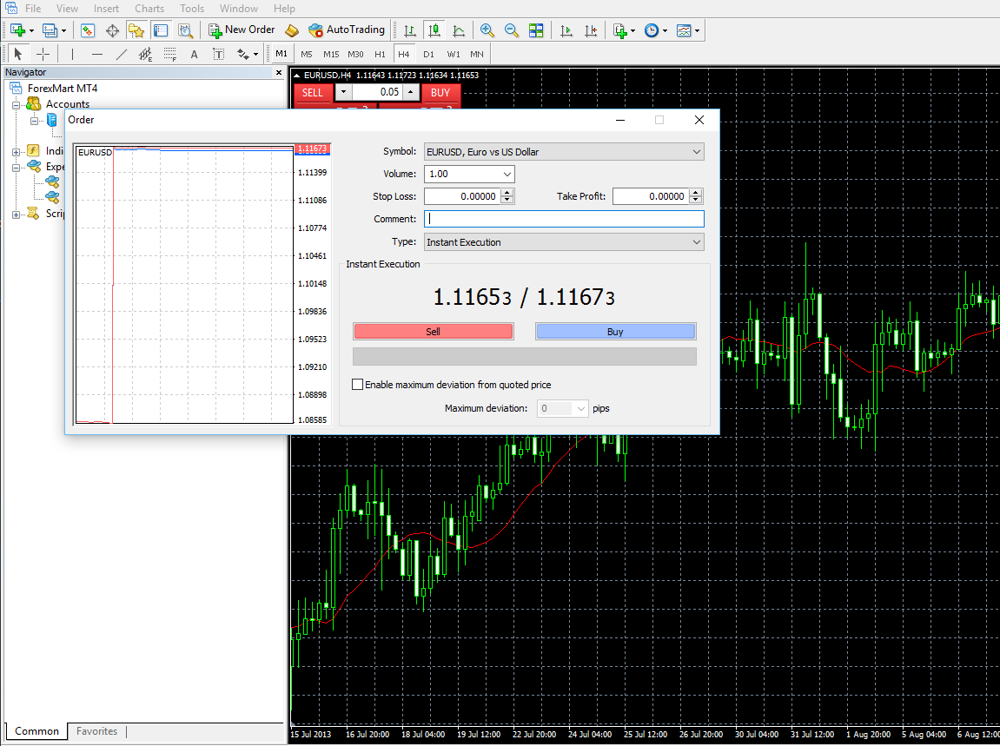 File View Insert Charts Tools Window Help
New Order AutoTrading
A T M1 M5 M15 M30 H1 H4 D1 W1 MN
Navigator
ForexMart MT4
Accounts
Indi
Expe
Scrip
Common Favorites
EURUSD,H4 1.11643 1.11723 1.11634 1.11653
SELL 0.05 BUY
Order
EURUSD
1.11673
1.11399
1.11086
1.10774
1.10461
1.10148
1.09836
1.09523
1.09210
1.08898
1.08585
Symbol: EURUSD, Euro vs US Dollar
Volume: 1.00
Stop Loss: 0.00000 Take Profit: 0.00000
Comment:
Type: Instant Execution
Instant Execution
1.11653 / 1.11673
Sell Buy
Enable maximum deviation from quoted price
Maximum deviation: 0 pips
15 Jul 2013 16 Jul 20:00 18 Jul 04:00 19 Jul 12:00 22 Jul 20:00 24 Jul 04:00 25 Jul 12:00 26 Jul 20:00 30 Jul 04:00 31 Jul 12:00 1 Aug 20:00 5 Aug 04:00 6 Aug 12:00